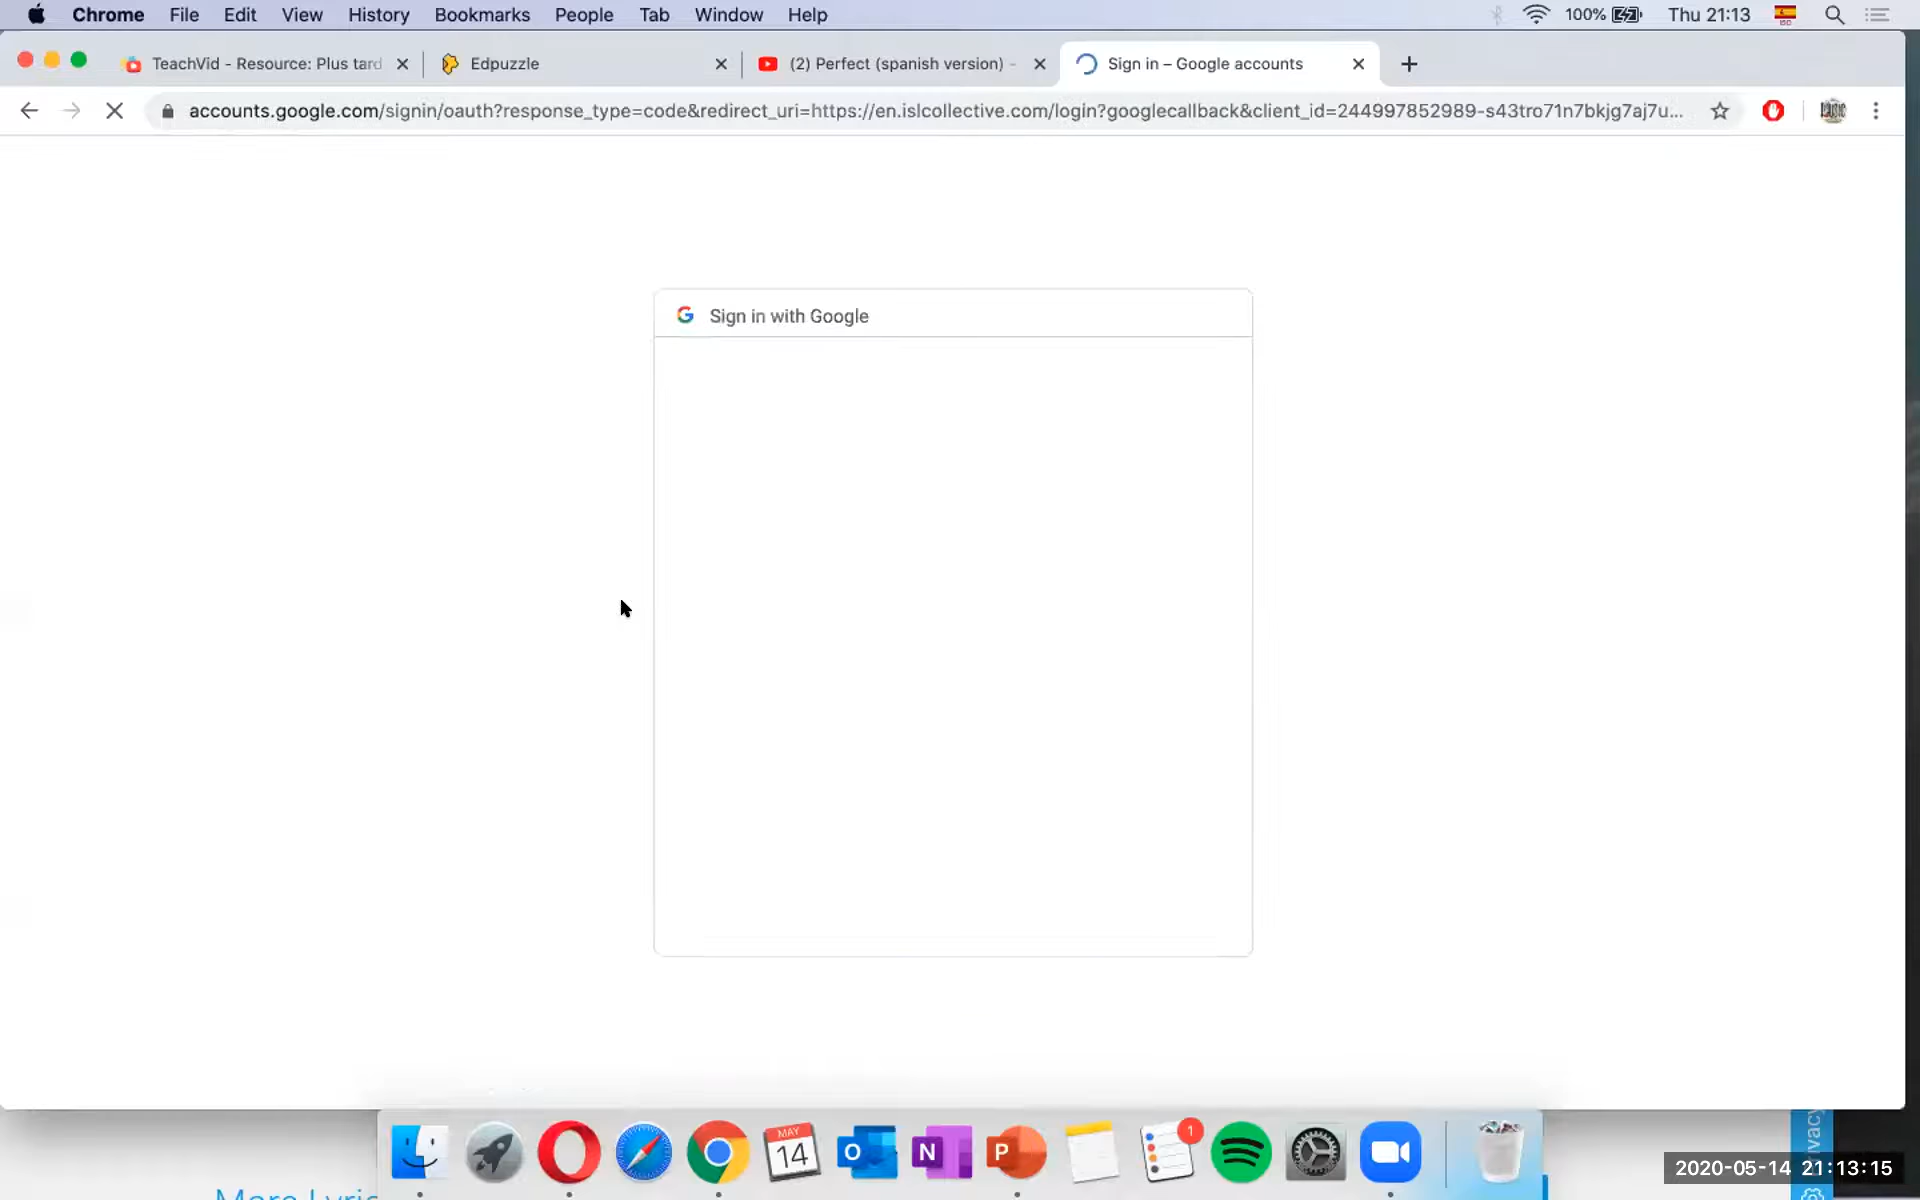 Chrome File Edit View History Bookmarks People Tab Window Help 100% Thu 21:13 ISO
TeachVid - Resource: Plus tard Edpuzzle (2) Perfect (spanish version) - Sign in – Google accounts
accounts.google.com/signin/oauth?response_type=code&redirect_uri=https://en.islcollective.com/login?googlecallback&client_id=244997852989-s43tro71n7bkjg7aj7u...
Sign in with Google
MAY
14
O
N
P
1
2020-05-14 21:13:15